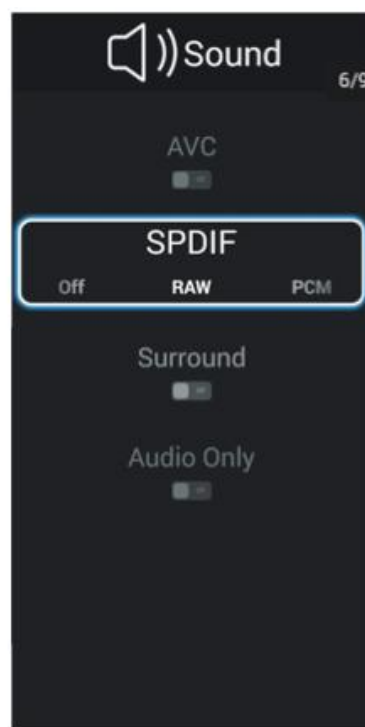 Sound
6/9
AVC
SPDIF
Off RAW PCM
Surround
Audio Only